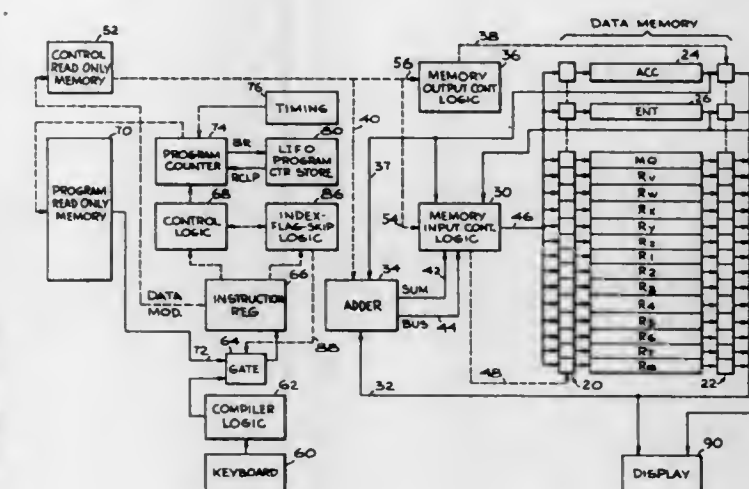 DATA MEMORY
52
CONTROL
READ ONLY
MEMORY
70
PROGRAM
READ ONLY
MEMORY
76
TIMING
74
PROGRAM
COUNTER
BR
RCLP
80
LIFO
PROGRAM
CTR STORE
68
CONTROL
LOGIC
86
INDEX-
FLAG-SKIP
LOGIC
66
INSTRUCTION
REG
DATA
MOD.
72
64
GATE
88
62
COMPILER
LOGIC
60
KEYBOARD
56
38
36
MEMORY
OUTPUT CONT.
LOGIC
40
37
54
30
MEMORY
INPUT CONT.
LOGIC
46
34
ADDER
SUM
BUS
42
44
32
48
24
ACC
26
ENT
MQ
Rv
Rw
Rx
Ry
Rz
R1
R2
R3
R4
R5
R6
R7
20
22
90
DISPLAY